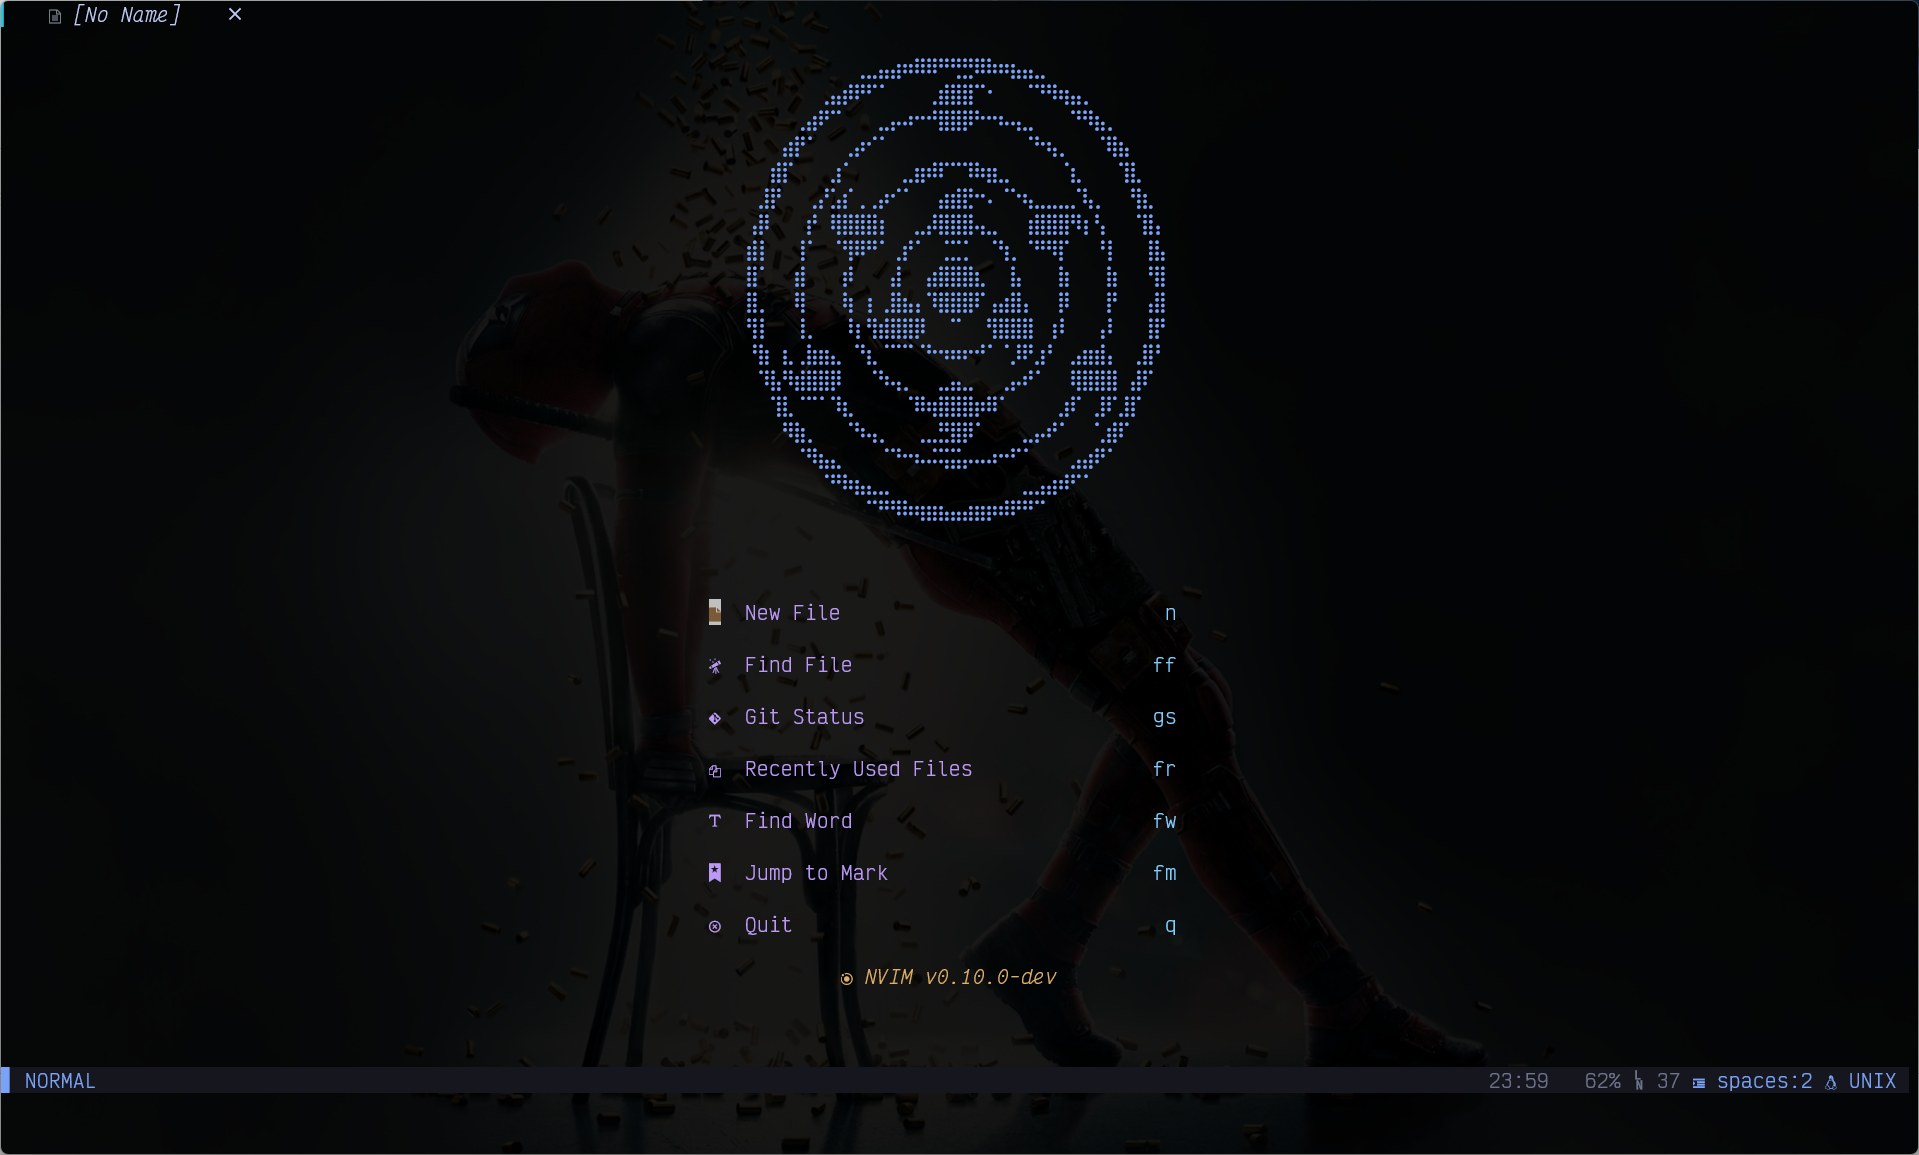 [No Name] ×
New File n
Find File ff
Git Status gs
Recently Used Files fr
Find Word fw
Jump to Mark fm
Quit q
NVIM v0.10.0-dev
NORMAL 23:59 62% LN 37 spaces:2 UNIX